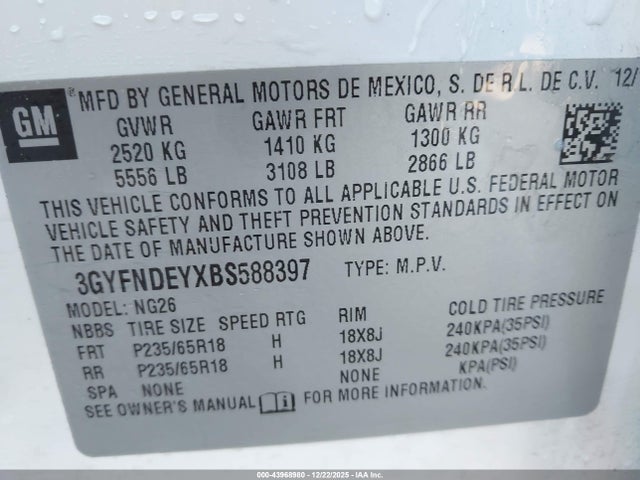 GM
MFD BY GENERAL MOTORS DE MEXICO, S. DE R.L. DE C.V. 12/
GVWR GAWR FRT GAWR RR
2520 KG 1410 KG 1300 KG
5556 LB 3108 LB 2866 LB
THIS VEHICLE CONFORMS TO ALL APPLICABLE U.S. FEDERAL MOTOR
VEHICLE SAFETY AND THEFT PREVENTION STANDARDS IN EFFECT ON
THE DATE OF MANUFACTURE SHOWN ABOVE.
3GYFNDEYXBS588397 TYPE: M.P.V.
MODEL: NG26
NBBS TIRE SIZE SPEED RTG RIM COLD TIRE PRESSURE
FRT P235/65R18 H 18X8J 240KPA(35PSI)
RR P235/65R18 H 18X8J 240KPA(35PSI)
SPA NONE NONE KPA(PSI)
SEE OWNER'S MANUAL i FOR MORE INFORMATION.
000-43968980 - 12/22/2025 - IAAI, Inc.